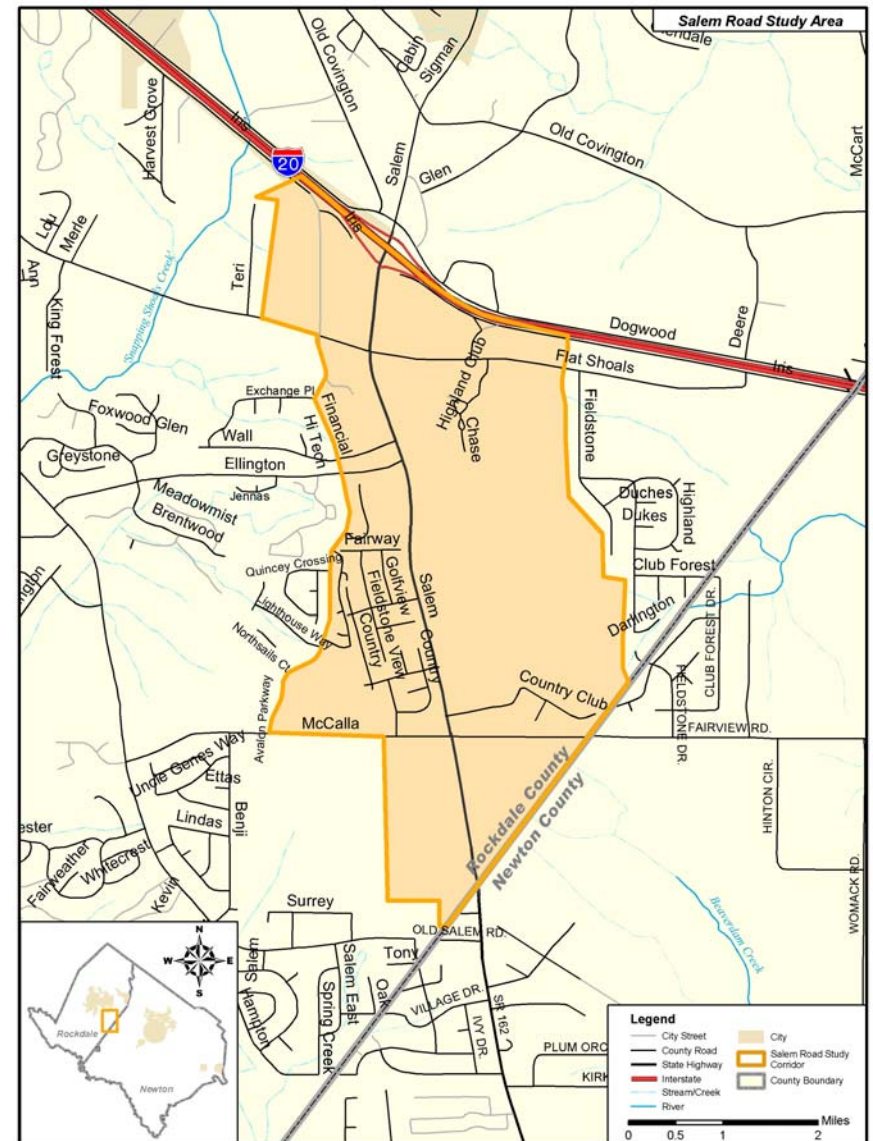 Salem Road Study Area
Old Covington
Cabin
Sigman
Harvest Grove
Iris
20
Salem
Glen
Old Covington
McCart
Lou
Merle
Ann
King Forest
'Snapping Shoals Creek'
Teri
Iris
Dogwood
Deere
Flat Shoals
Iris
Highland Club
Chase
Fieldstone
Exchange Pl
Foxwood Glen
Wall
Hi Tech
Financial
Greystone
Ellington
Jennas
Meadowmist
Brentwood
Duches
Dukes
Highland
Fairway
Quincey Crossing
Golfview
Fieldstone View
Country
Salem
Country
Club Forest
Lighthouse Way
Northsails Ct
Darlington
CLUB FOREST DR.
FIELDSTONE DR.
Country Club
Avalon Parkway
McCalla
FAIRVIEW RD.
Uncle Genes Way
Ettas
Lindas
Benji
Rockdale County
Newton County
HINTON CIR.
WOMACK RD.
ester
Fairweather
Whitecrest
Kevin
Surrey
OLD SALEM RD.
Beaverdam Creek
Tony
Salem
Hampton
Salem East
Spring Creek
Oak
VILLAGE DR.
IVY DR.
SR 162
PLUM ORC
KIRK
N
W E
S
Rockdale
Newton
Legend
City Street
County Road
State Highway
Interstate
Stream/Creek
River
City
Salem Road Study
Corridor
County Boundary
Miles
0 0.5 1 2